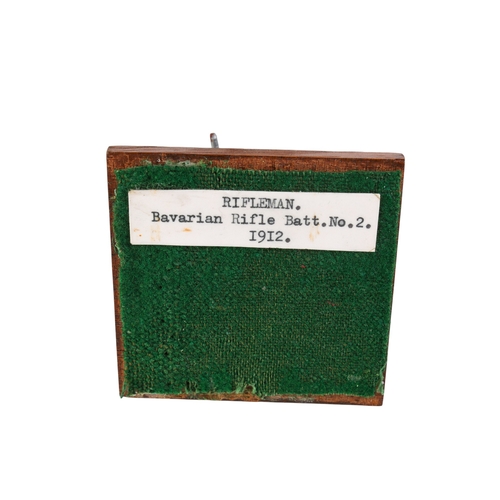 RIFLEMAN.
Bavarian Rifle Batt.No.2.
1912.